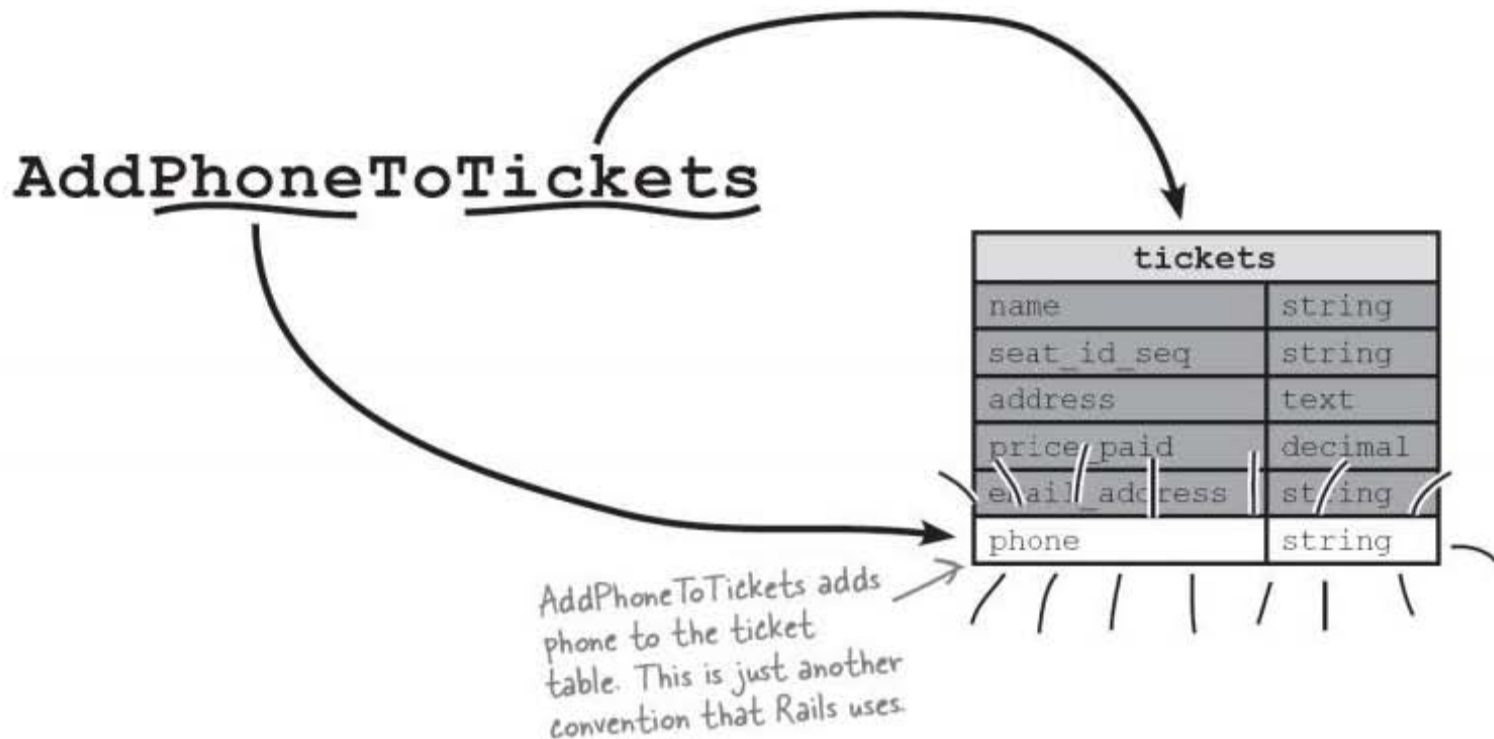 AddPhoneToTickets
tickets
name string
seat_id_seq string
address text
price_paid decimal
email_address string
phone string
AddPhoneToTickets adds
phone to the ticket
table. This is just another
convention that Rails uses.